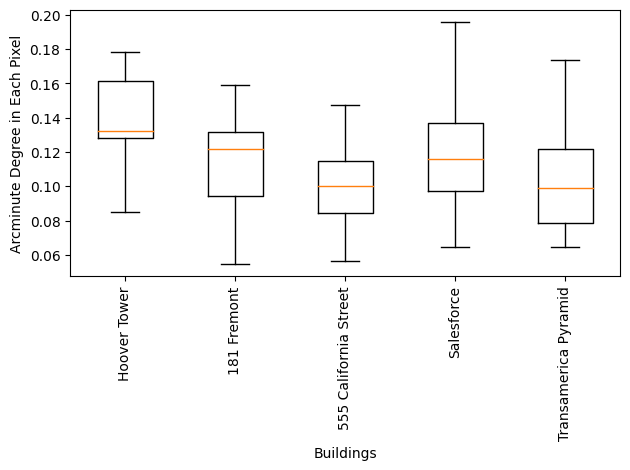 Arcminute Degree in Each Pixel
0.20
0.18
0.16
0.14
0.12
0.10
0.08
0.06
Hoover Tower
181 Fremont
555 California Street
Salesforce
Transamerica Pyramid
Buildings